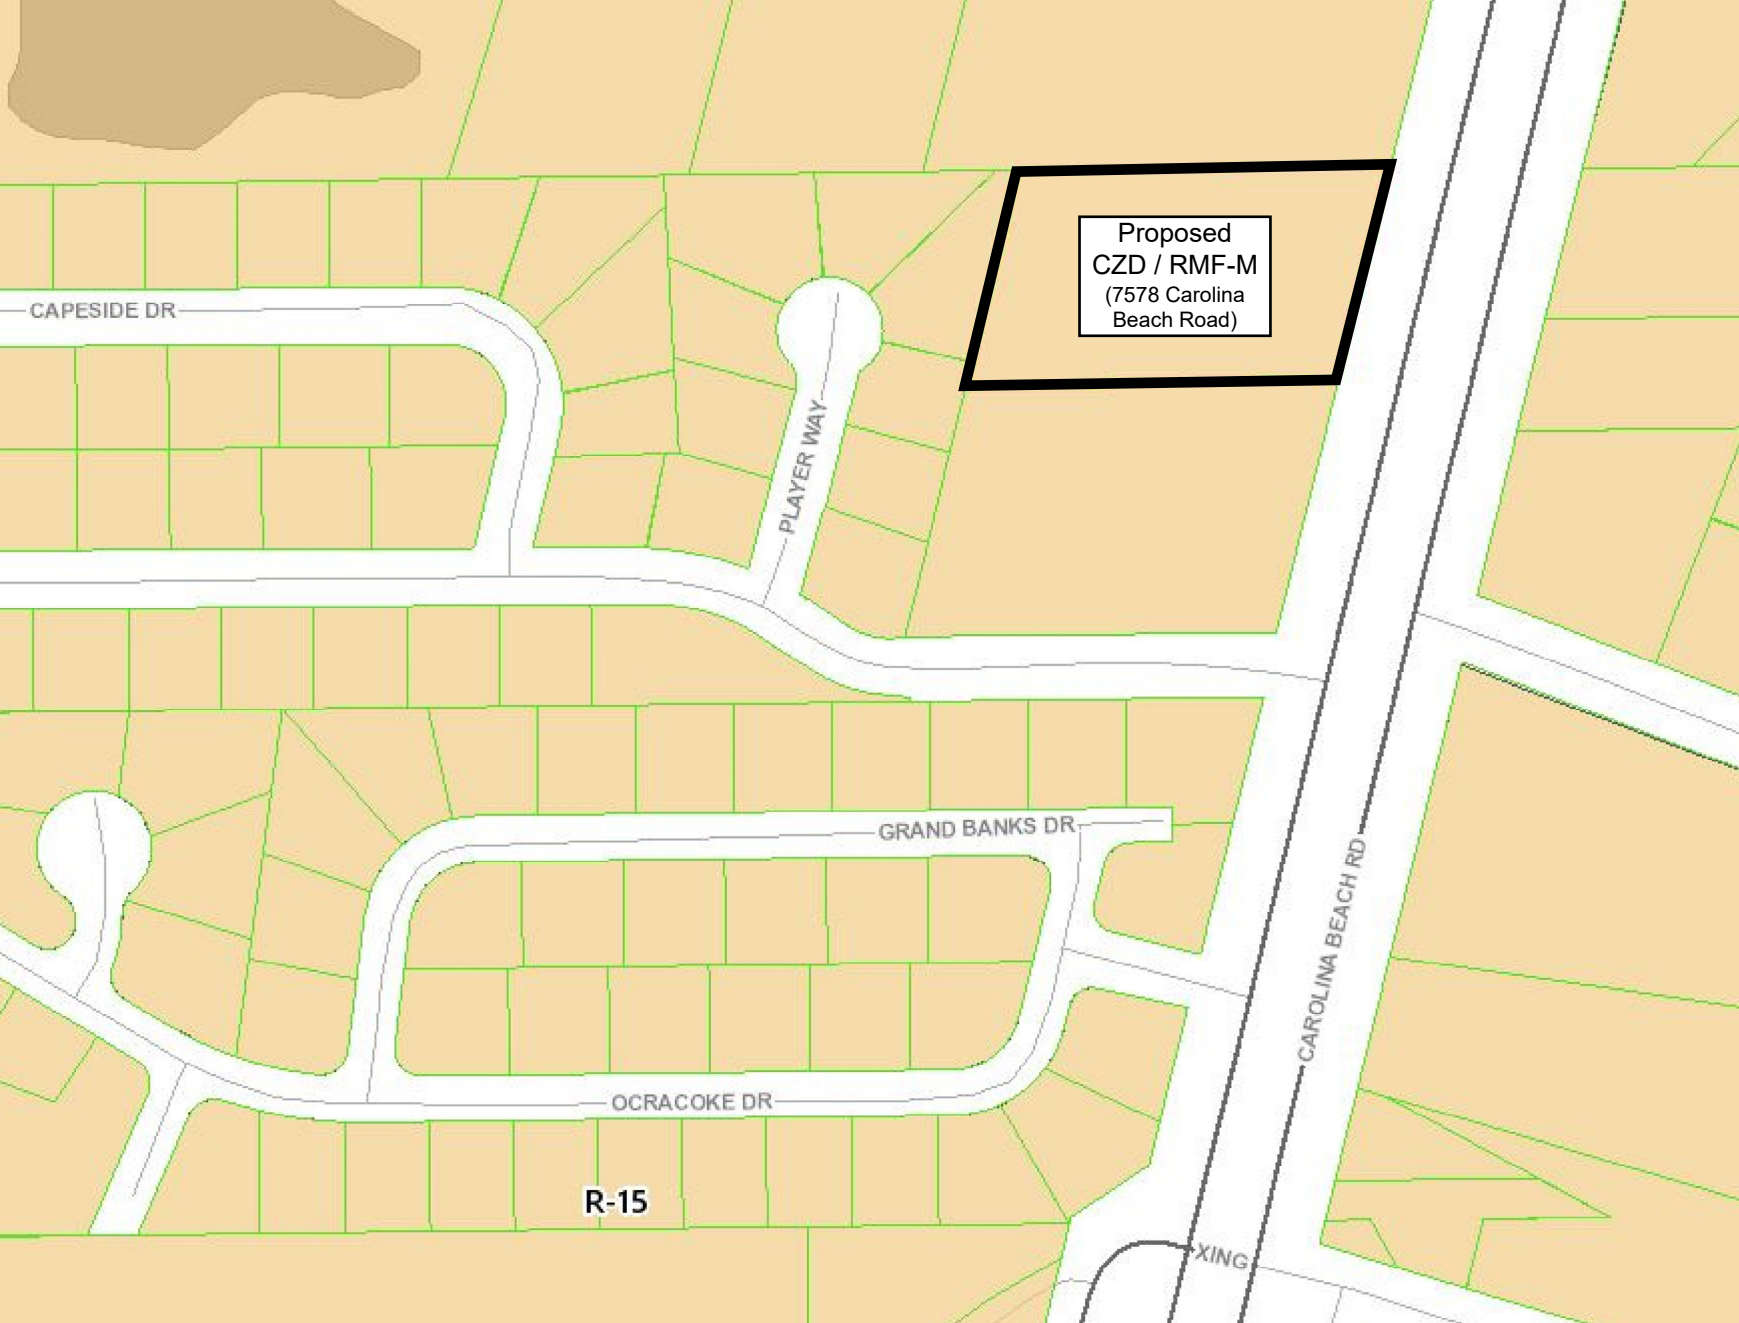 Proposed
CZD / RMF-M
(7578 Carolina
Beach Road)
CAPESIDE DR
PLAYER WAY
GRAND BANKS DR
CAROLINA BEACH RD
OCRACOKE DR
R-15
XING